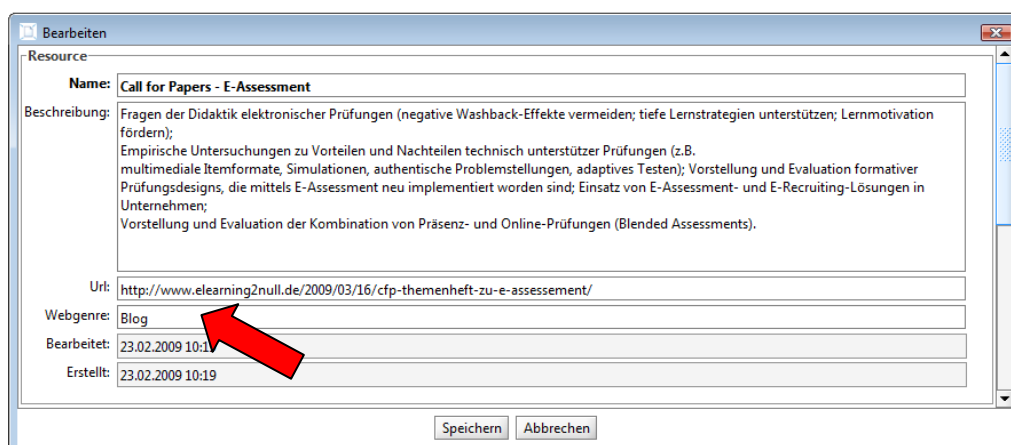 Bearbeiten
Resource
Name: Call for Papers - E-Assessment
Beschreibung: Fragen der Didaktik elektronischer Prüfungen (negative Washback-Effekte vermeiden; tiefe Lernstrategien unterstützen; Lernmotivation
fördern);
Empirische Untersuchungen zu Vorteilen und Nachteilen technisch unterstützer Prüfungen (z.B.
multimediale Itemformate, Simulationen, authentische Problemstellungen, adaptives Testen); Vorstellung und Evaluation formativer
Prüfungsdesigns, die mittels E-Assessment neu implementiert worden sind; Einsatz von E-Assessment- und E-Recruiting-Lösungen in
Unternehmen;
Vorstellung und Evaluation der Kombination von Präsenz- und Online-Prüfungen (Blended Assessments).
Url: http://www.elearning2null.de/2009/03/16/cfp-themenheft-zu-e-assessement/
Webgenre: Blog
Bearbeitet: 23.02.2009
Erstellt: 23.02.2009 10:19
Speichern Abbrechen